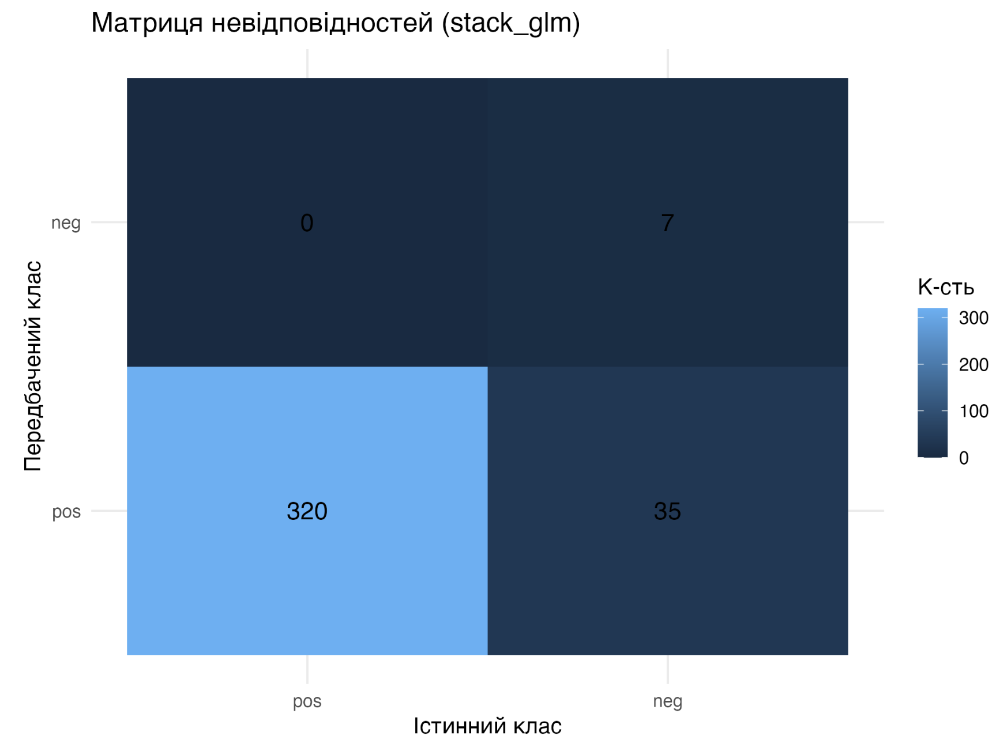 Матриця невідповідностей (stack_glm)
Передбачений клас
neg
pos
0
7
320
35
pos
neg
Істинний клас
К-сть
300
200
100
0